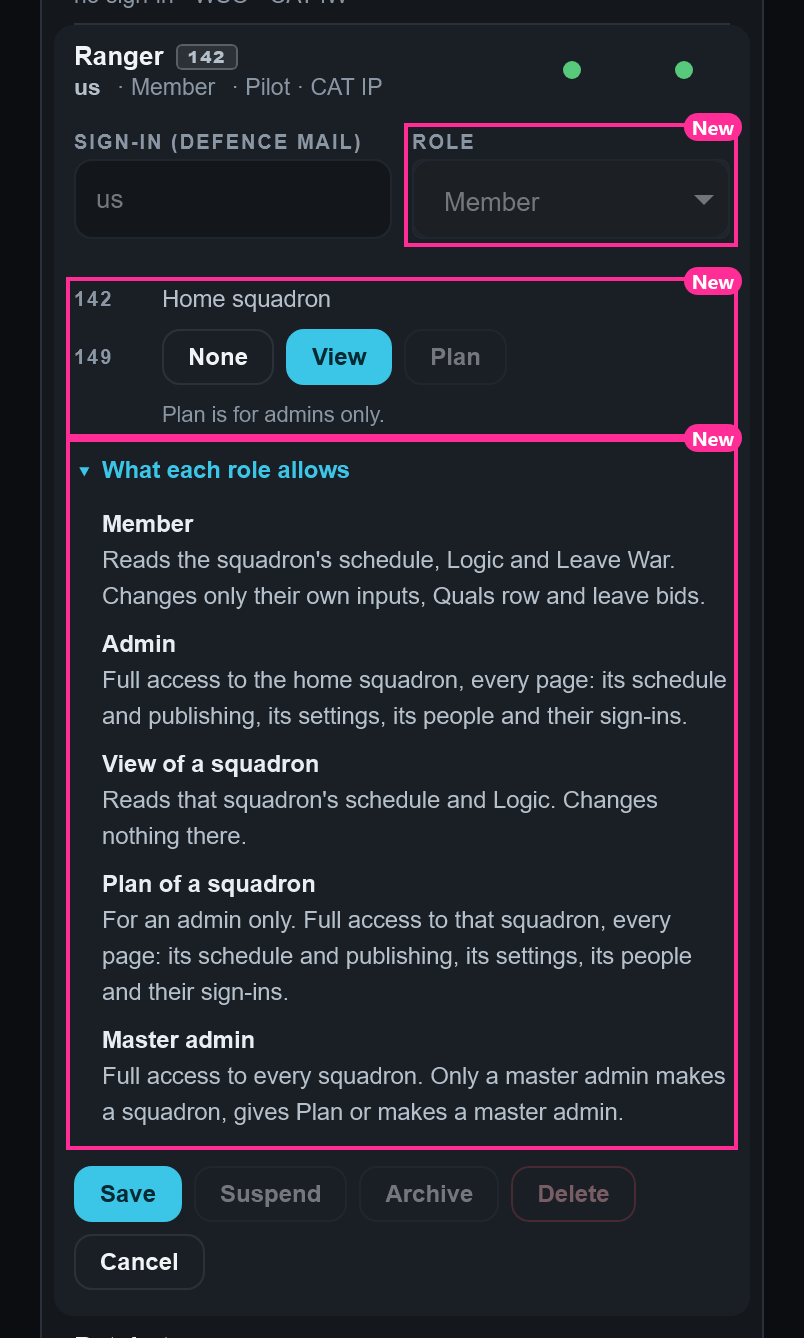 Ranger 142
us · Member · Pilot · CAT IP
SIGN-IN (DEFENCE MAIL)
us
New
ROLE
Member
New
142 Home squadron
149 None View Plan
Plan is for admins only.
New
▼ What each role allows
Member
Reads the squadron's schedule, Logic and Leave War.
Changes only their own inputs, Quals row and leave bids.
Admin
Full access to the home squadron, every page: its schedule
and publishing, its settings, its people and their sign-ins.
View of a squadron
Reads that squadron's schedule and Logic. Changes
nothing there.
Plan of a squadron
For an admin only. Full access to that squadron, every
page: its schedule and publishing, its settings, its people
and their sign-ins.
Master admin
Full access to every squadron. Only a master admin makes
a squadron, gives Plan or makes a master admin.
Save Suspend Archive Delete
Cancel